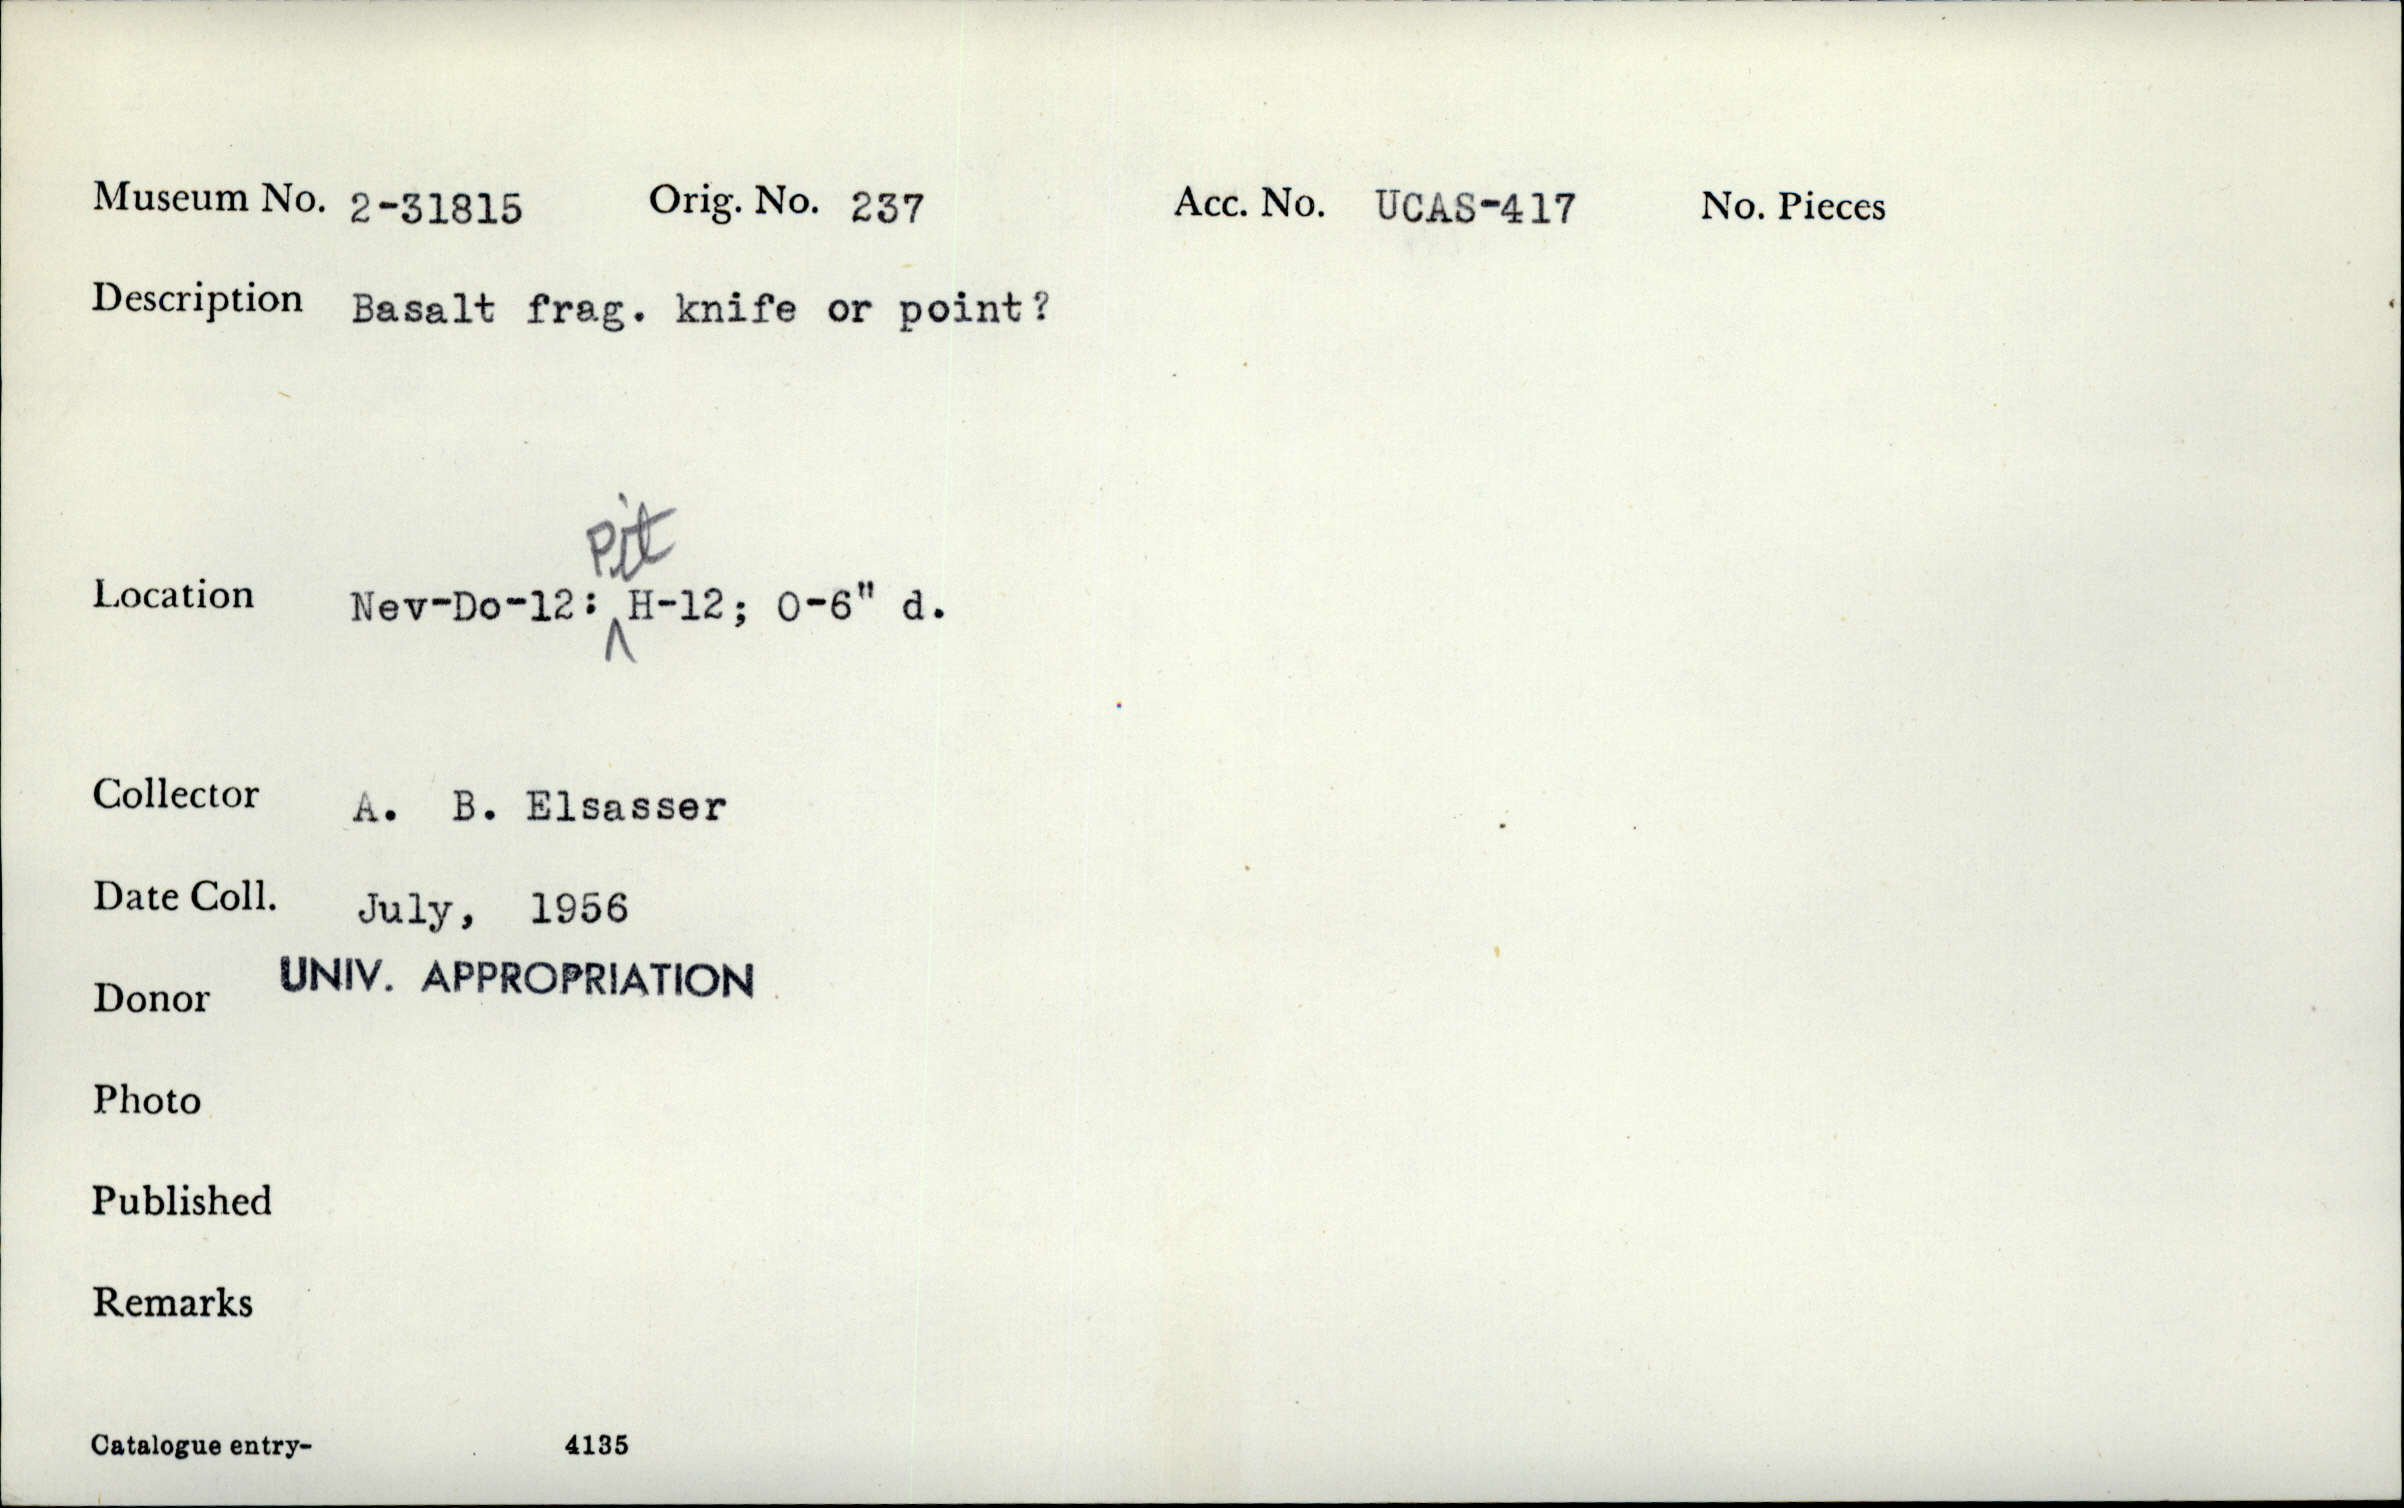 Museum No. 2-31815 Orig. No. 237 Acc. No. UCAS-417 No. Pieces
Description Basalt frag. knife or point?
Pit
Location Nev-Do-12: ^ H-12; 0-6" d.
Collector A. B. Elsasser
Date Coll. July, 1956
UNIV. APPROPRIATION
Donor
Photo
Published
Remarks
Catalogue entry- 4135